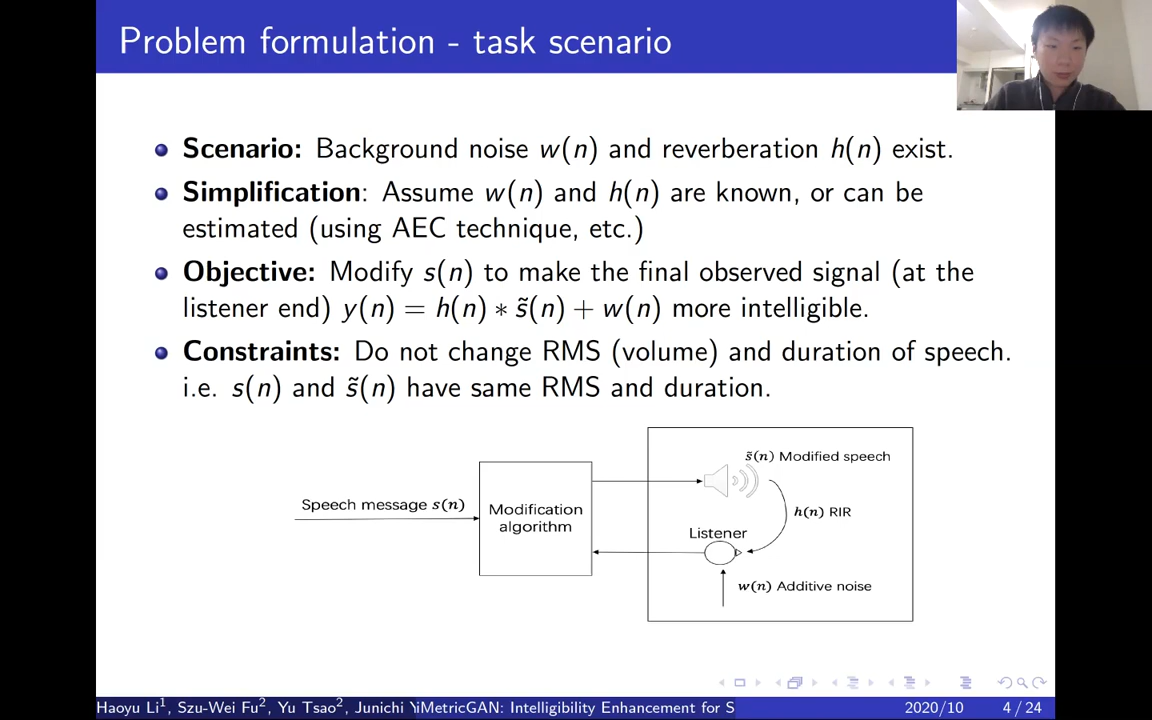 Problem formulation - task scenario
Scenario: Background noise w(n) and reverberation h(n) exist.
Simplification: Assume w(n) and h(n) are known, or can be
estimated (using AEC technique, etc.)
Objective: Modify s(n) to make the final observed signal (at the
listener end) y(n) = h(n) ∗ s̃(n) + w(n) more intelligible.
Constraints: Do not change RMS (volume) and duration of speech.
i.e. s(n) and s̃(n) have same RMS and duration.
s̃(n) Modified speech
Speech message s(n)
Modification
algorithm
h(n) RIR
Listener
w(n) Additive noise
Haoyu Li¹, Szu-Wei Fu², Yu Tsao², Junichi YiMetricGAN: Intelligibility Enhancement for S 2020/10 4 / 24